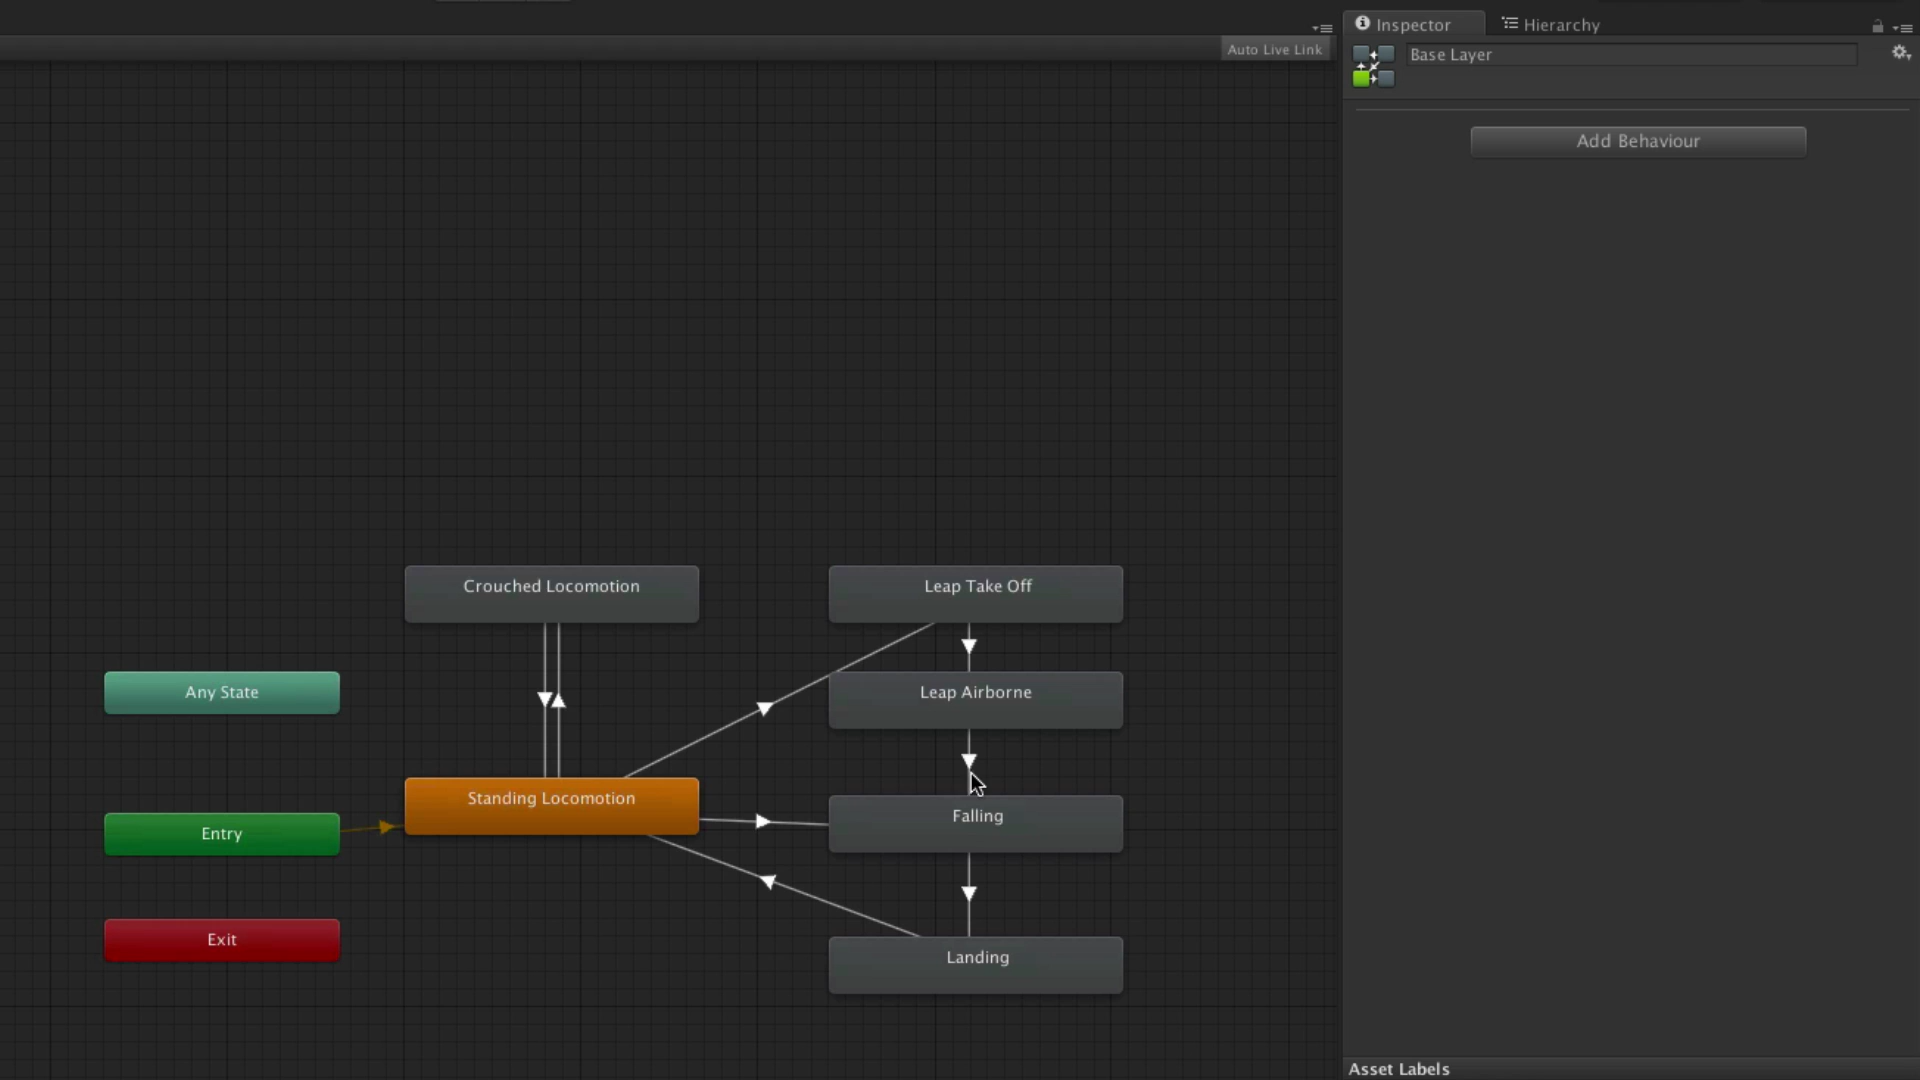 Inspector
Hierarchy
Auto Live Link
Base Layer
Add Behaviour
Crouched Locomotion
Leap Take Off
Any State
Leap Airborne
Standing Locomotion
Falling
Entry
Exit
Landing
Asset Labels